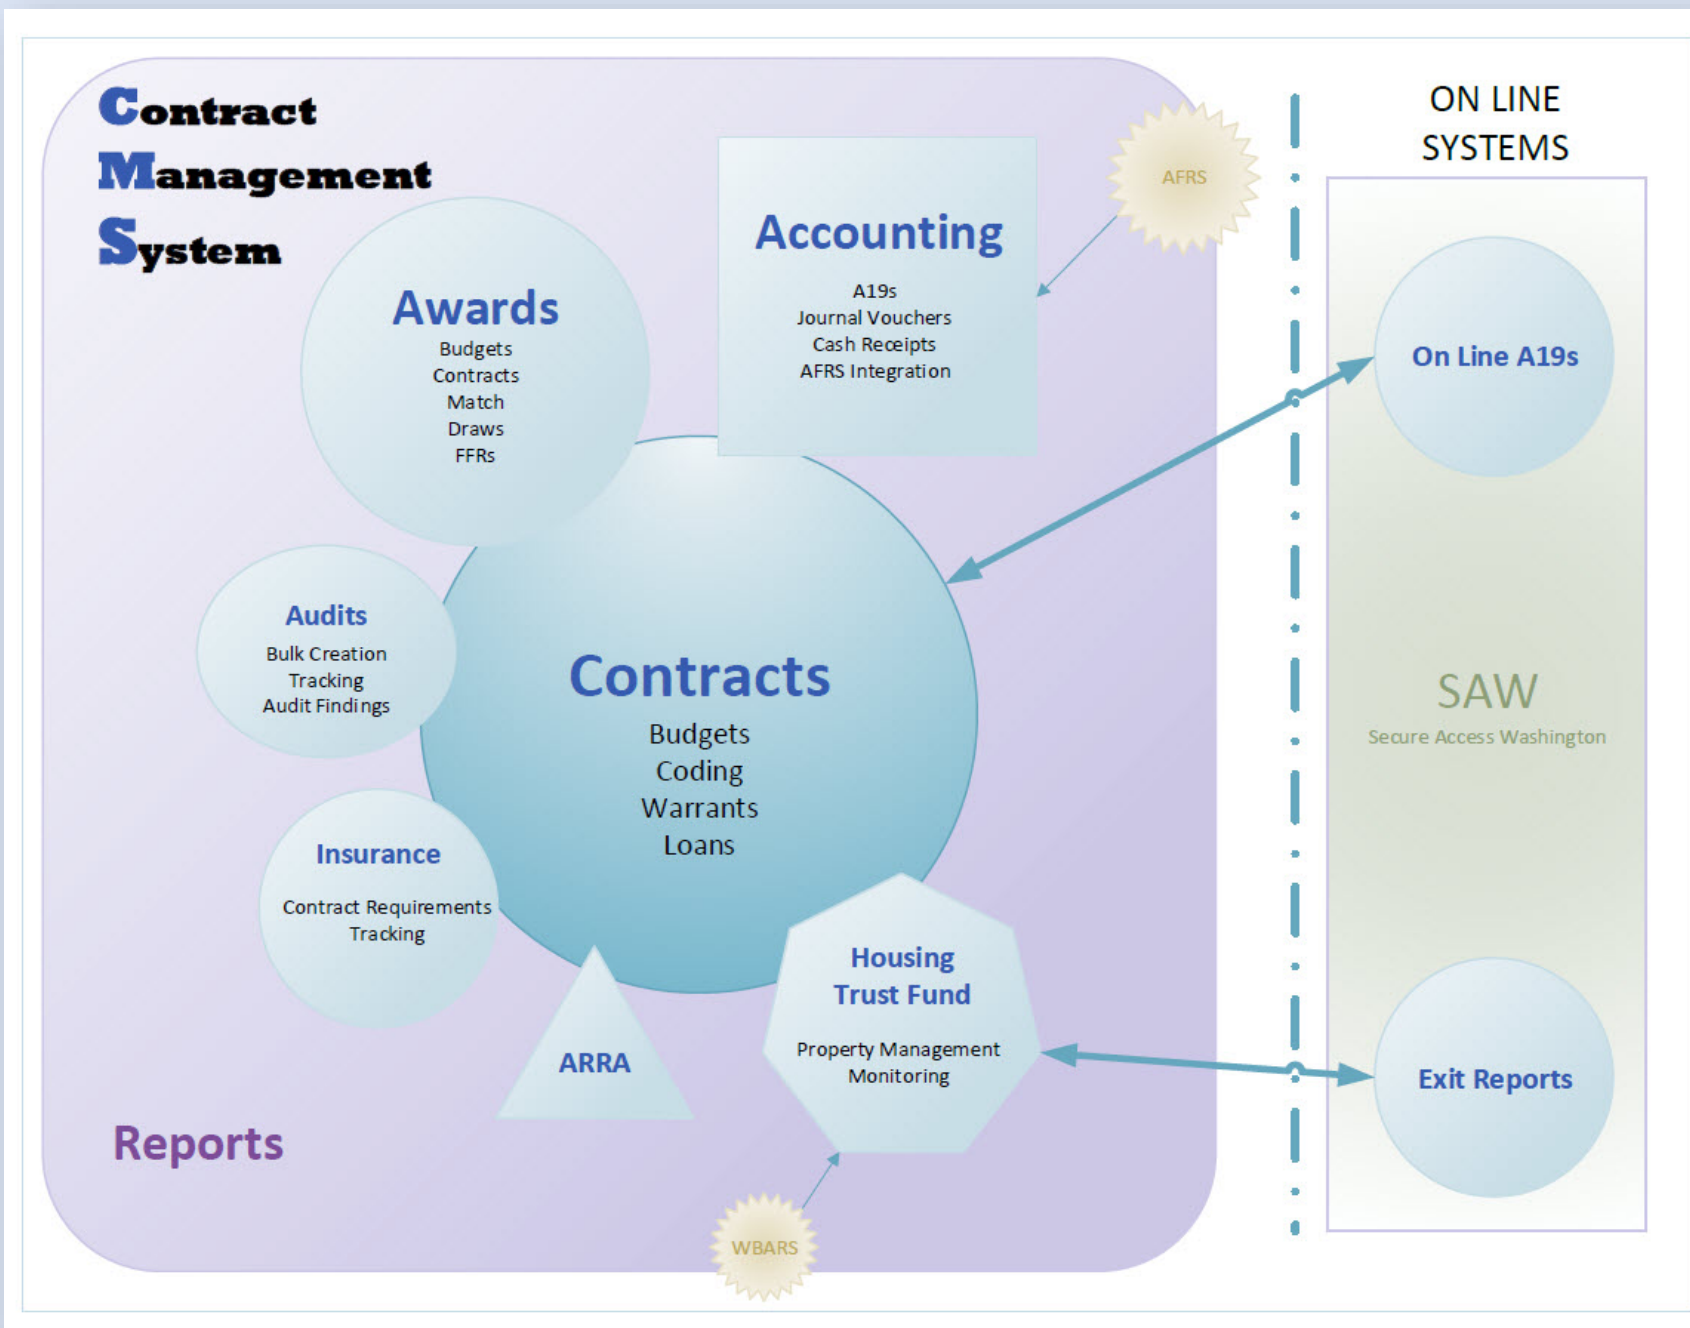 Contract
Management
System
Awards
Budgets
Contracts
Match
Draws
FFRs
Accounting
A19s
Journal Vouchers
Cash Receipts
AFRS Integration
AFRS
Audits
Bulk Creation
Tracking
Audit Findings
Contracts
Budgets
Coding
Warrants
Loans
Insurance
Contract Requirements
Tracking
ARRA
Housing
Trust Fund
Property Management
Monitoring
Reports
WBARS
ON LINE
SYSTEMS
On Line A19s
SAW
Secure Access Washington
Exit Reports